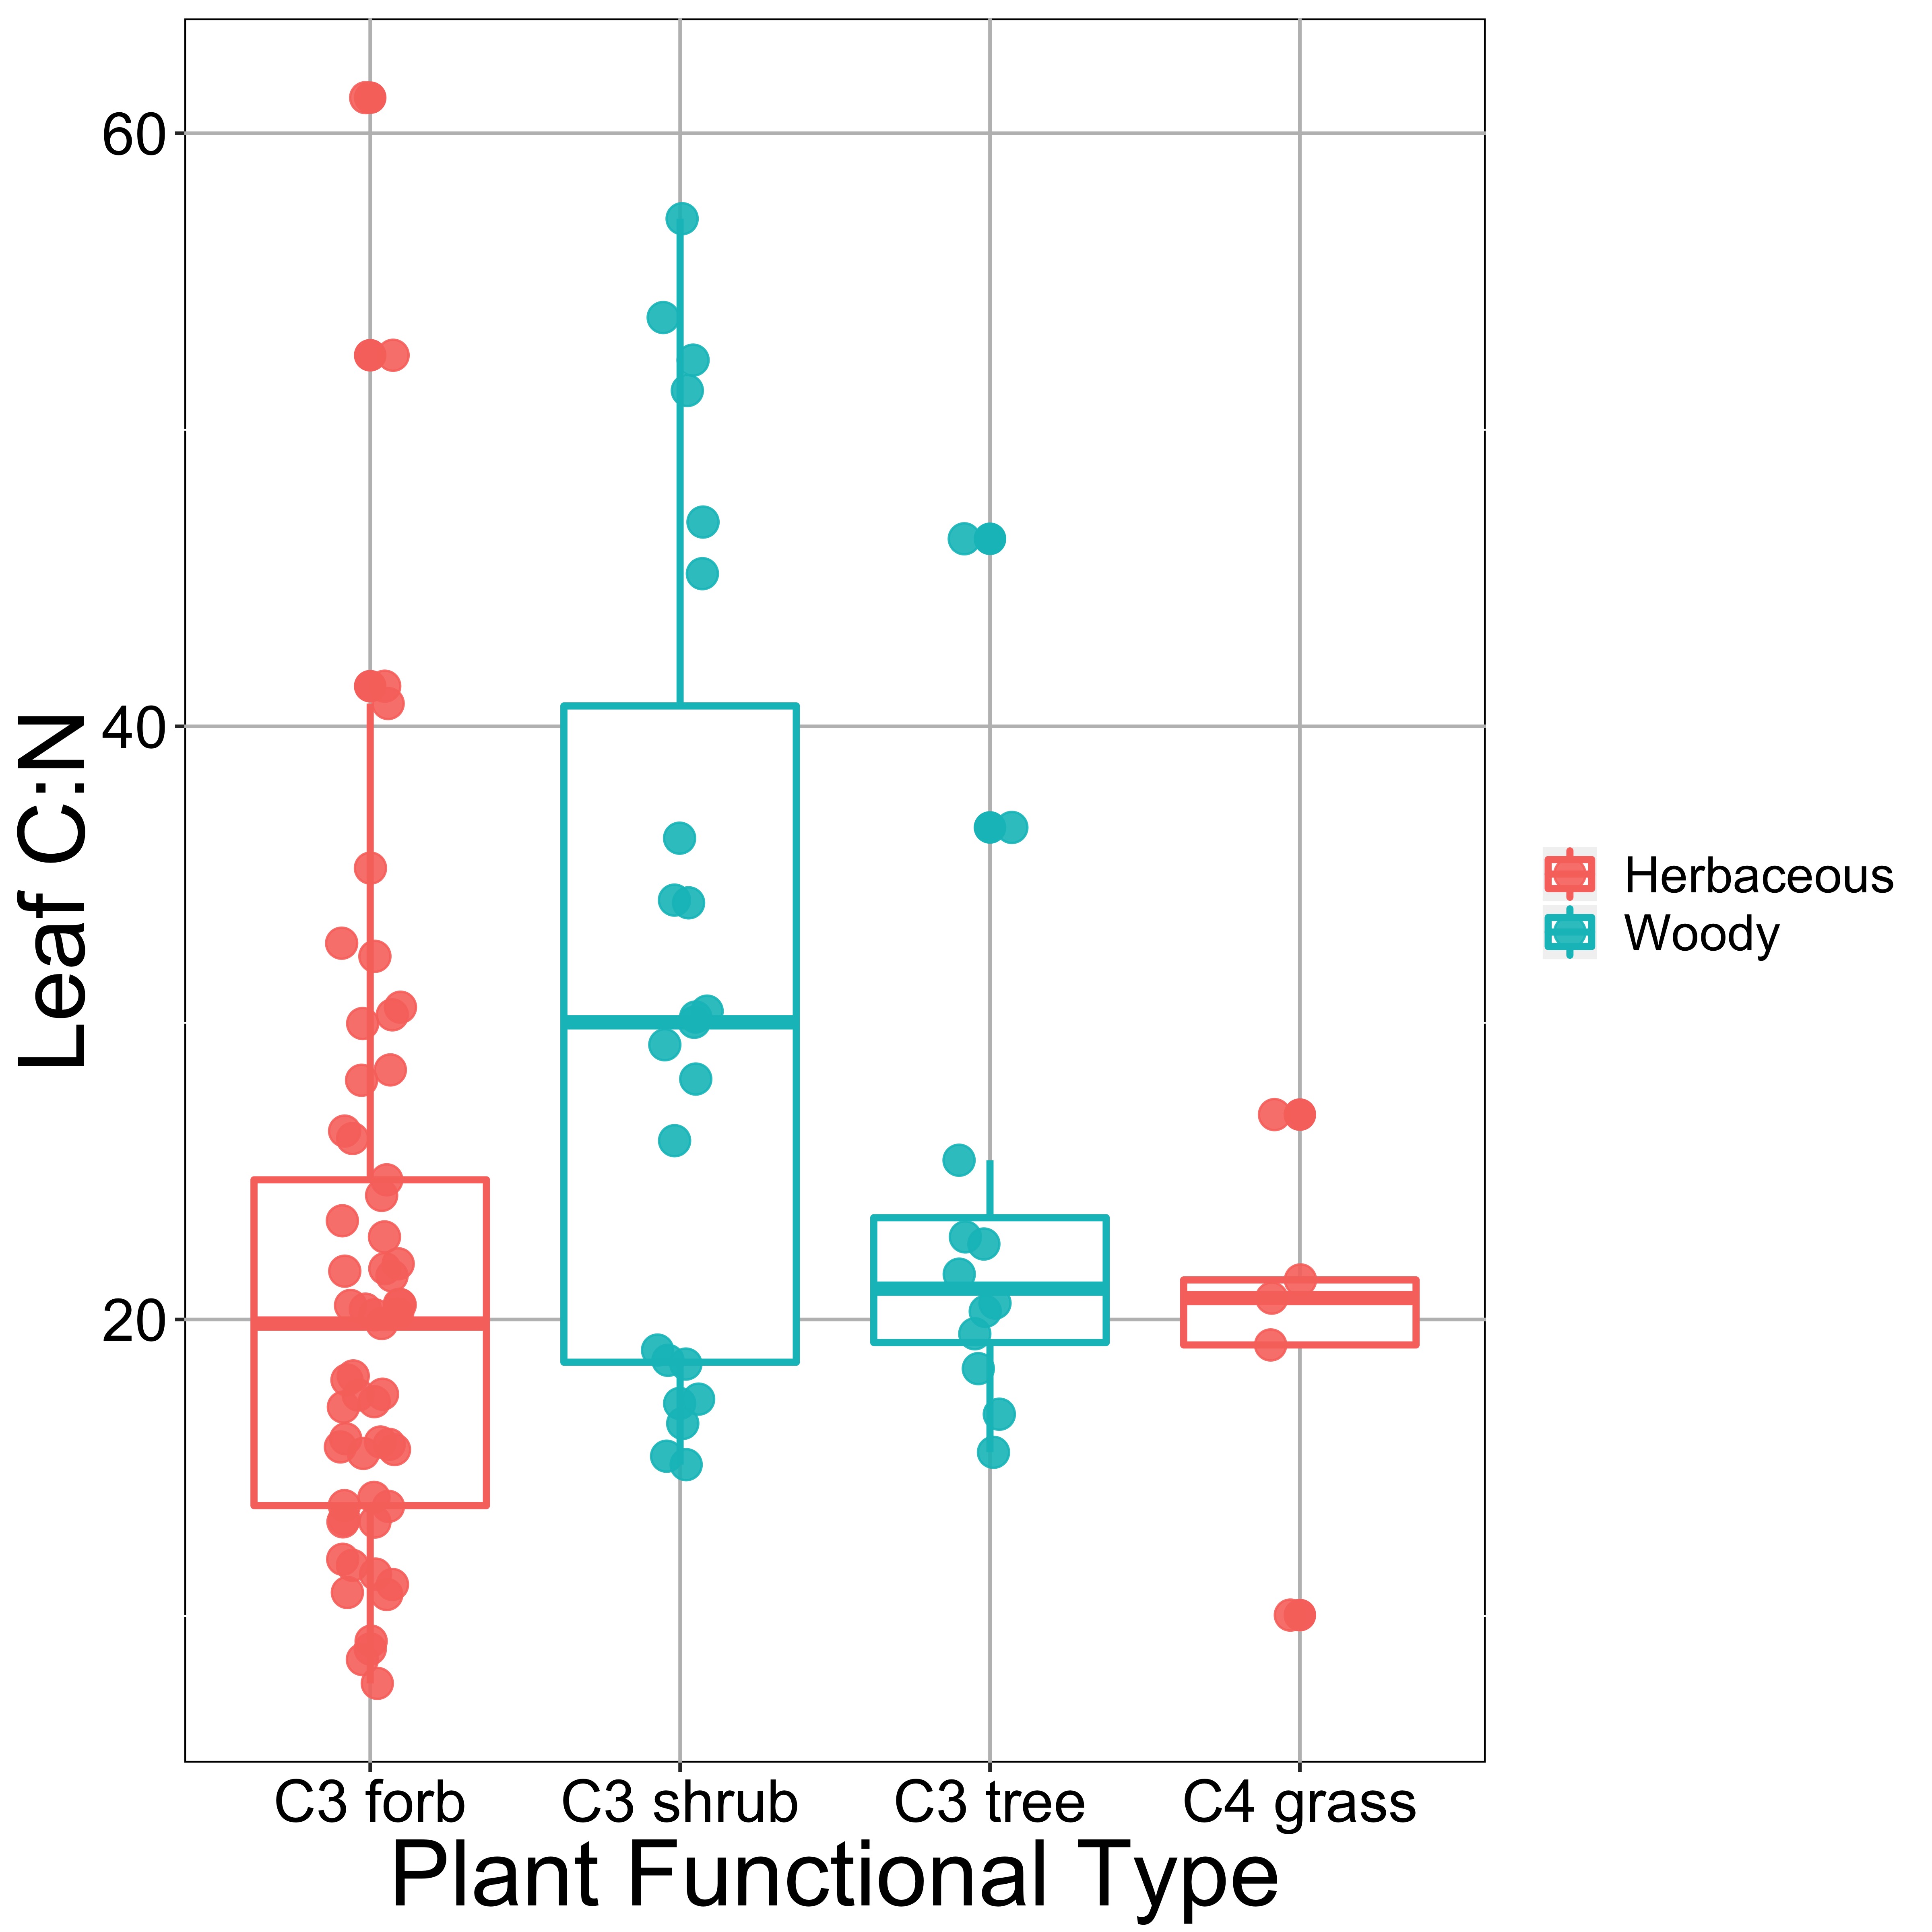 Leaf C:N
60
40
20
C3 forb
C3 shrub
C3 tree
C4 grass
Plant Functional Type
Herbaceous
Woody